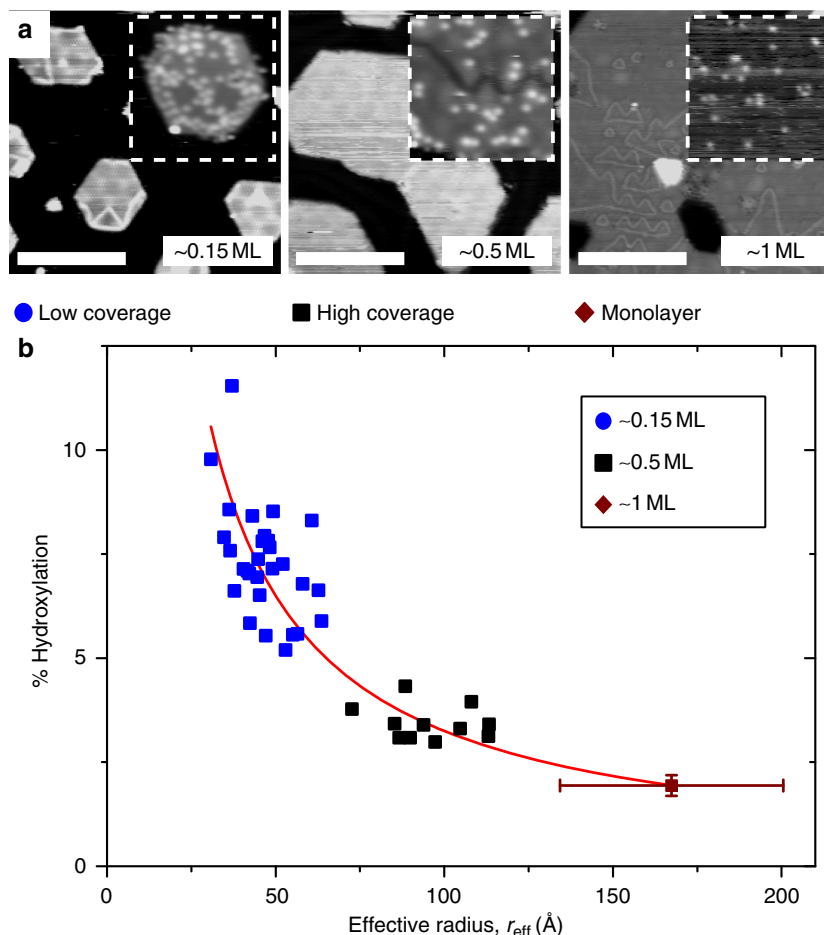 a
~0.15 ML
~0.5 ML
~1 ML
Low coverage
High coverage
Monolayer
b
~0.15 ML
~0.5 ML
~1 ML
10
5
0
% Hydroxylation
0
50
100
150
200
Effective radius, r_eff (Å)